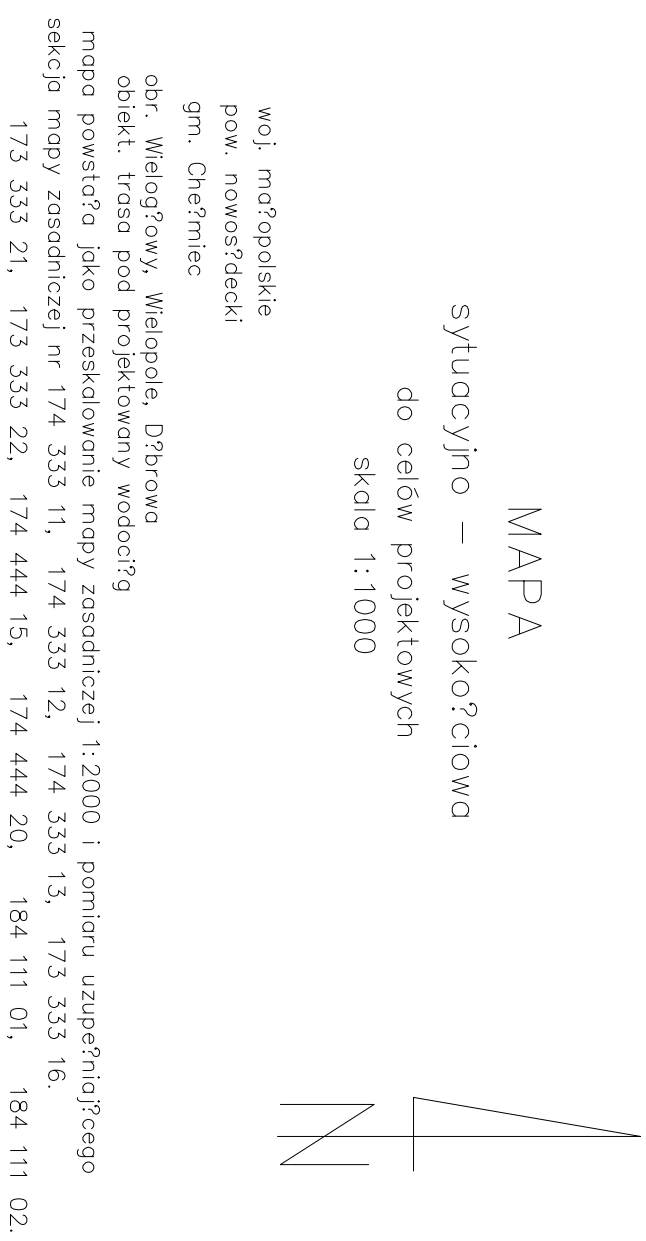 MAPA
sytuacyjno – wysoko?ciowa
do celów projektowych
skala 1:1000
woj. ma?opolskie
pow. nowos?decki
gm. Che?miec
obr. Wielog?owy, Wielopole, D?browa
obiekt. trasa pod projektowany wodoci?g
mapa powsta?a jako przeskalowanie mapy zasadniczej 1:2000 i pomiaru uzupe?niaj?cego
sekcja mapy zasadniczej nr 174 333 11, 174 333 12, 174 333 13, 173 333 16.
173 333 21, 173 333 22, 174 444 15, 174 444 20, 184 111 01, 184 111 02.
N